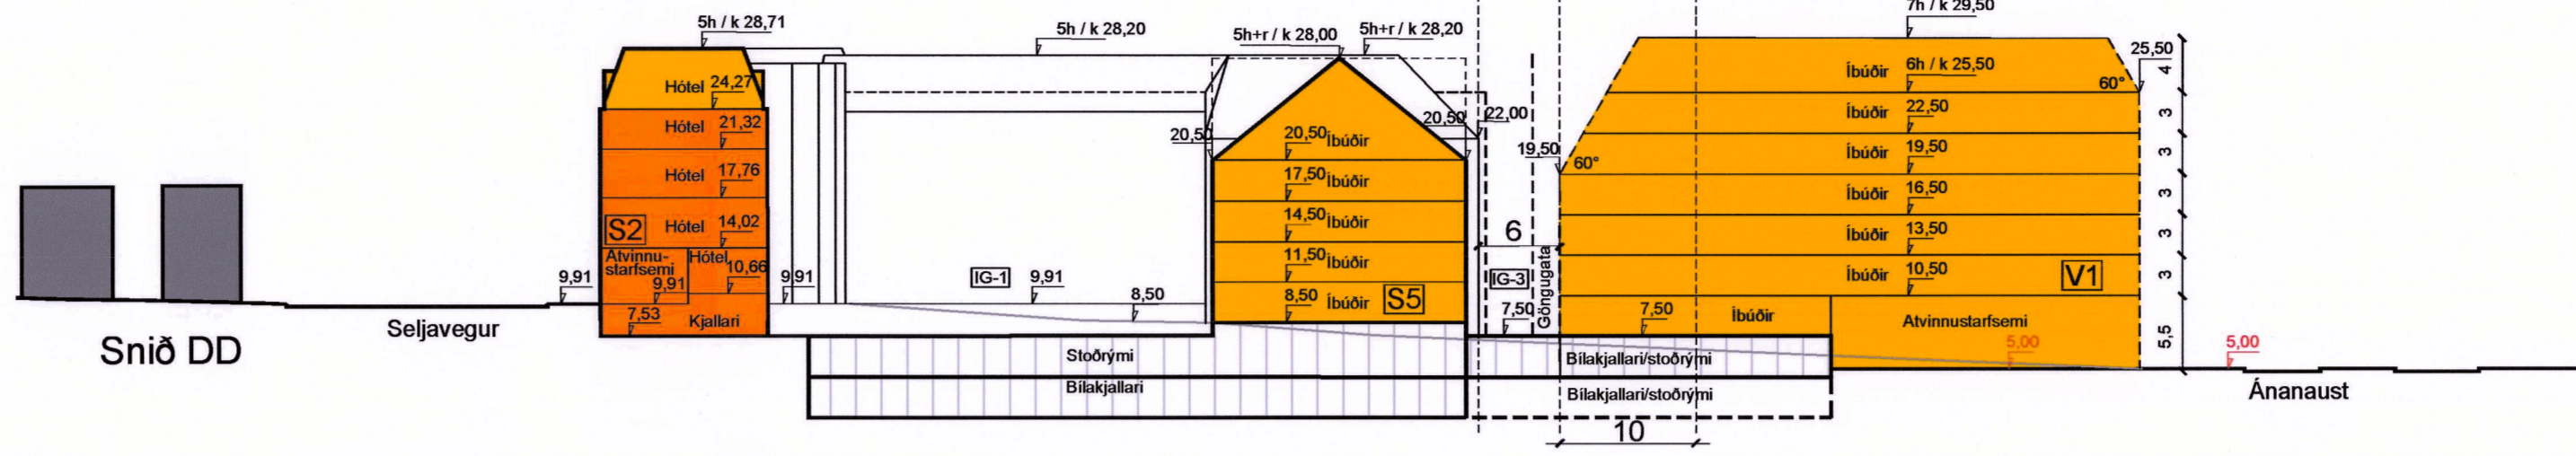 5h / k 28,71
5h / k 28,20
5h+r / k 28,00
5h+r / k 28,20
7h / k 29,50
25,50
4
Hótel 24,27
Íbúðir 6h / k 25,50
60°
Hótel 21,32
20,50
20,50
22,00
Íbúðir 22,50
3
20,50 Íbúðir
19,50
60°
Íbúðir 19,50
3
Hótel 17,76
17,50 Íbúðir
Íbúðir 16,50
3
S2
Hótel 14,02
14,50 Íbúðir
6
Íbúðir 13,50
3
Atvinnu-
starfsemi
9,91
Hótel
10,66
11,50 Íbúðir
Íbúðir 10,50
V1
3
9,91
9,91
IG-1
9,91
8,50
8,50 Íbúðir
S5
IG-3
7,50
Göngugata
7,50
Íbúðir
Atvinnustarfsemi
5,5
7,53
Kjallari
Snið DD
Seljavegur
Stoðrými
Bílakjallari/stoðrými
5,00
5,00
Bílakjallari
Bílakjallari/stoðrými
Ánanaust
10